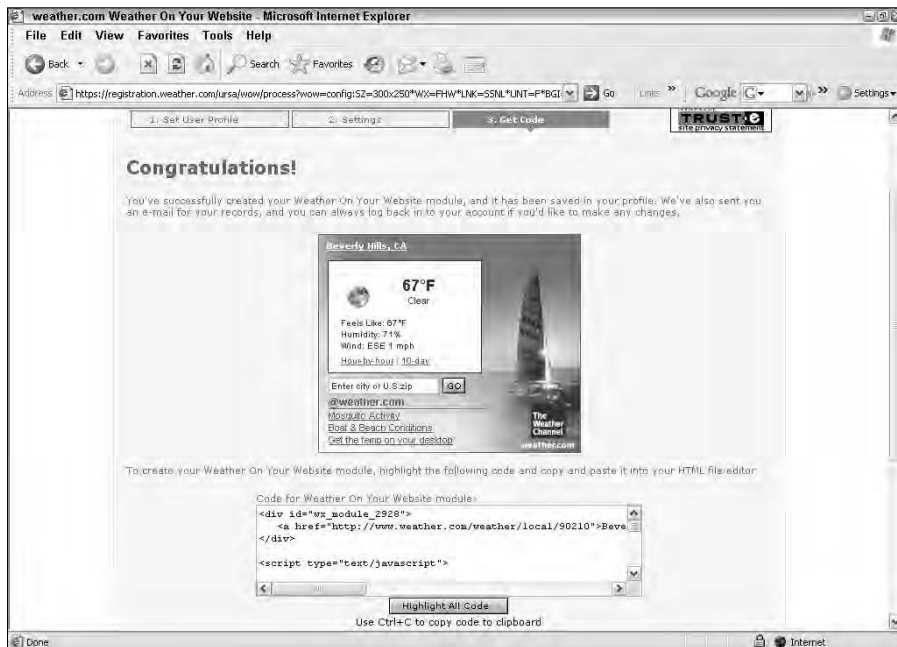 weather.com Weather On Your Website - Microsoft Internet Explorer
File Edit View Favorites Tools Help
Back Search Favorites
Address https://registration.weather.com/ursa/wow/process?wow=config:SZ=300x250*WX=FHW*LNK=SSNL*UNT=F*BGI- Go Links » Google G » Settings
1. Set User Profile 2. Settings 3. Get Code
TRUSTe
site privacy statement
Congratulations!
You've successfully created your Weather On Your Website module, and it has been saved in your profile. We've also sent you
an e-mail for your records, and you can always log back in to your account if you'd like to make any changes.
Beverly Hills, CA
67°F
Clear
Feels Like: 67°F
Humidity: 71%
Wind: ESE 1 mph
Hour-by-hour | 10-day
Enter city or U.S.zip GO
@weather.com
Mosquito Activity
Boat & Beach Conditions
Get the temp on your desktop
The
Weather
Channel
weather.com
To create your Weather On Your Website module, highlight the following code and copy and paste it into your HTML file editor
Code for Weather On Your Website module:
<div id="wx_module_2928">
<a href="http://www.weather.com/weather/local/90210">Beve
</div>
<script type="text/javascript">
Highlight All Code
Use Ctrl+C to copy code to clipboard
Done Internet